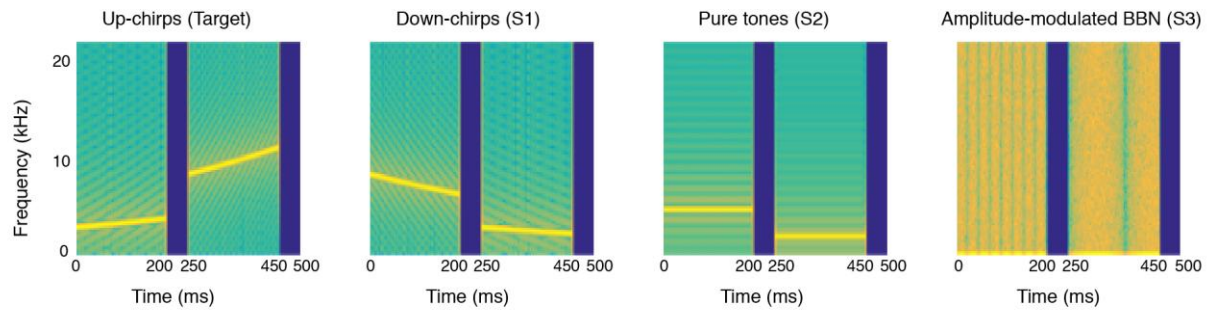 Up-chirps (Target) Down-chirps (S1) Pure tones (S2) Amplitude-modulated BBN (S3)
Frequency (kHz)
20
10
0
0 200 250 450 500 0 200 250 450 500 0 200 250 450 500 0 200 250 450 500
Time (ms) Time (ms) Time (ms) Time (ms)